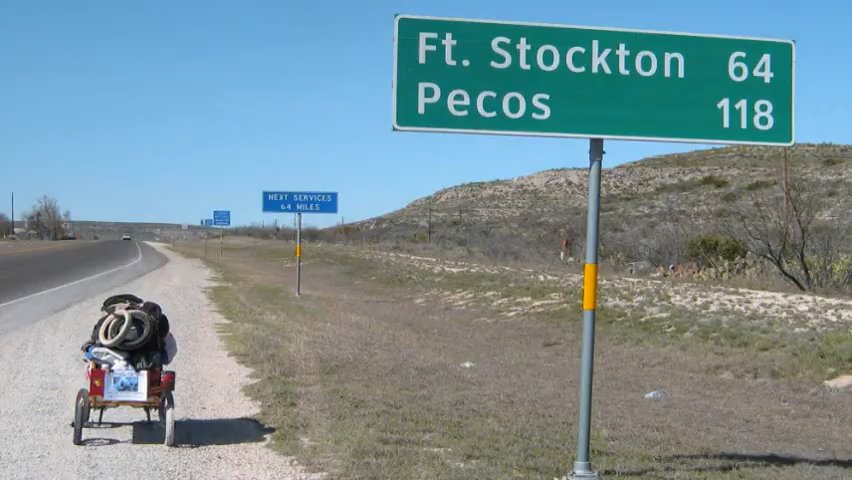 Ft. Stockton 64
Pecos 118
NEXT SERVICES
64 MILES